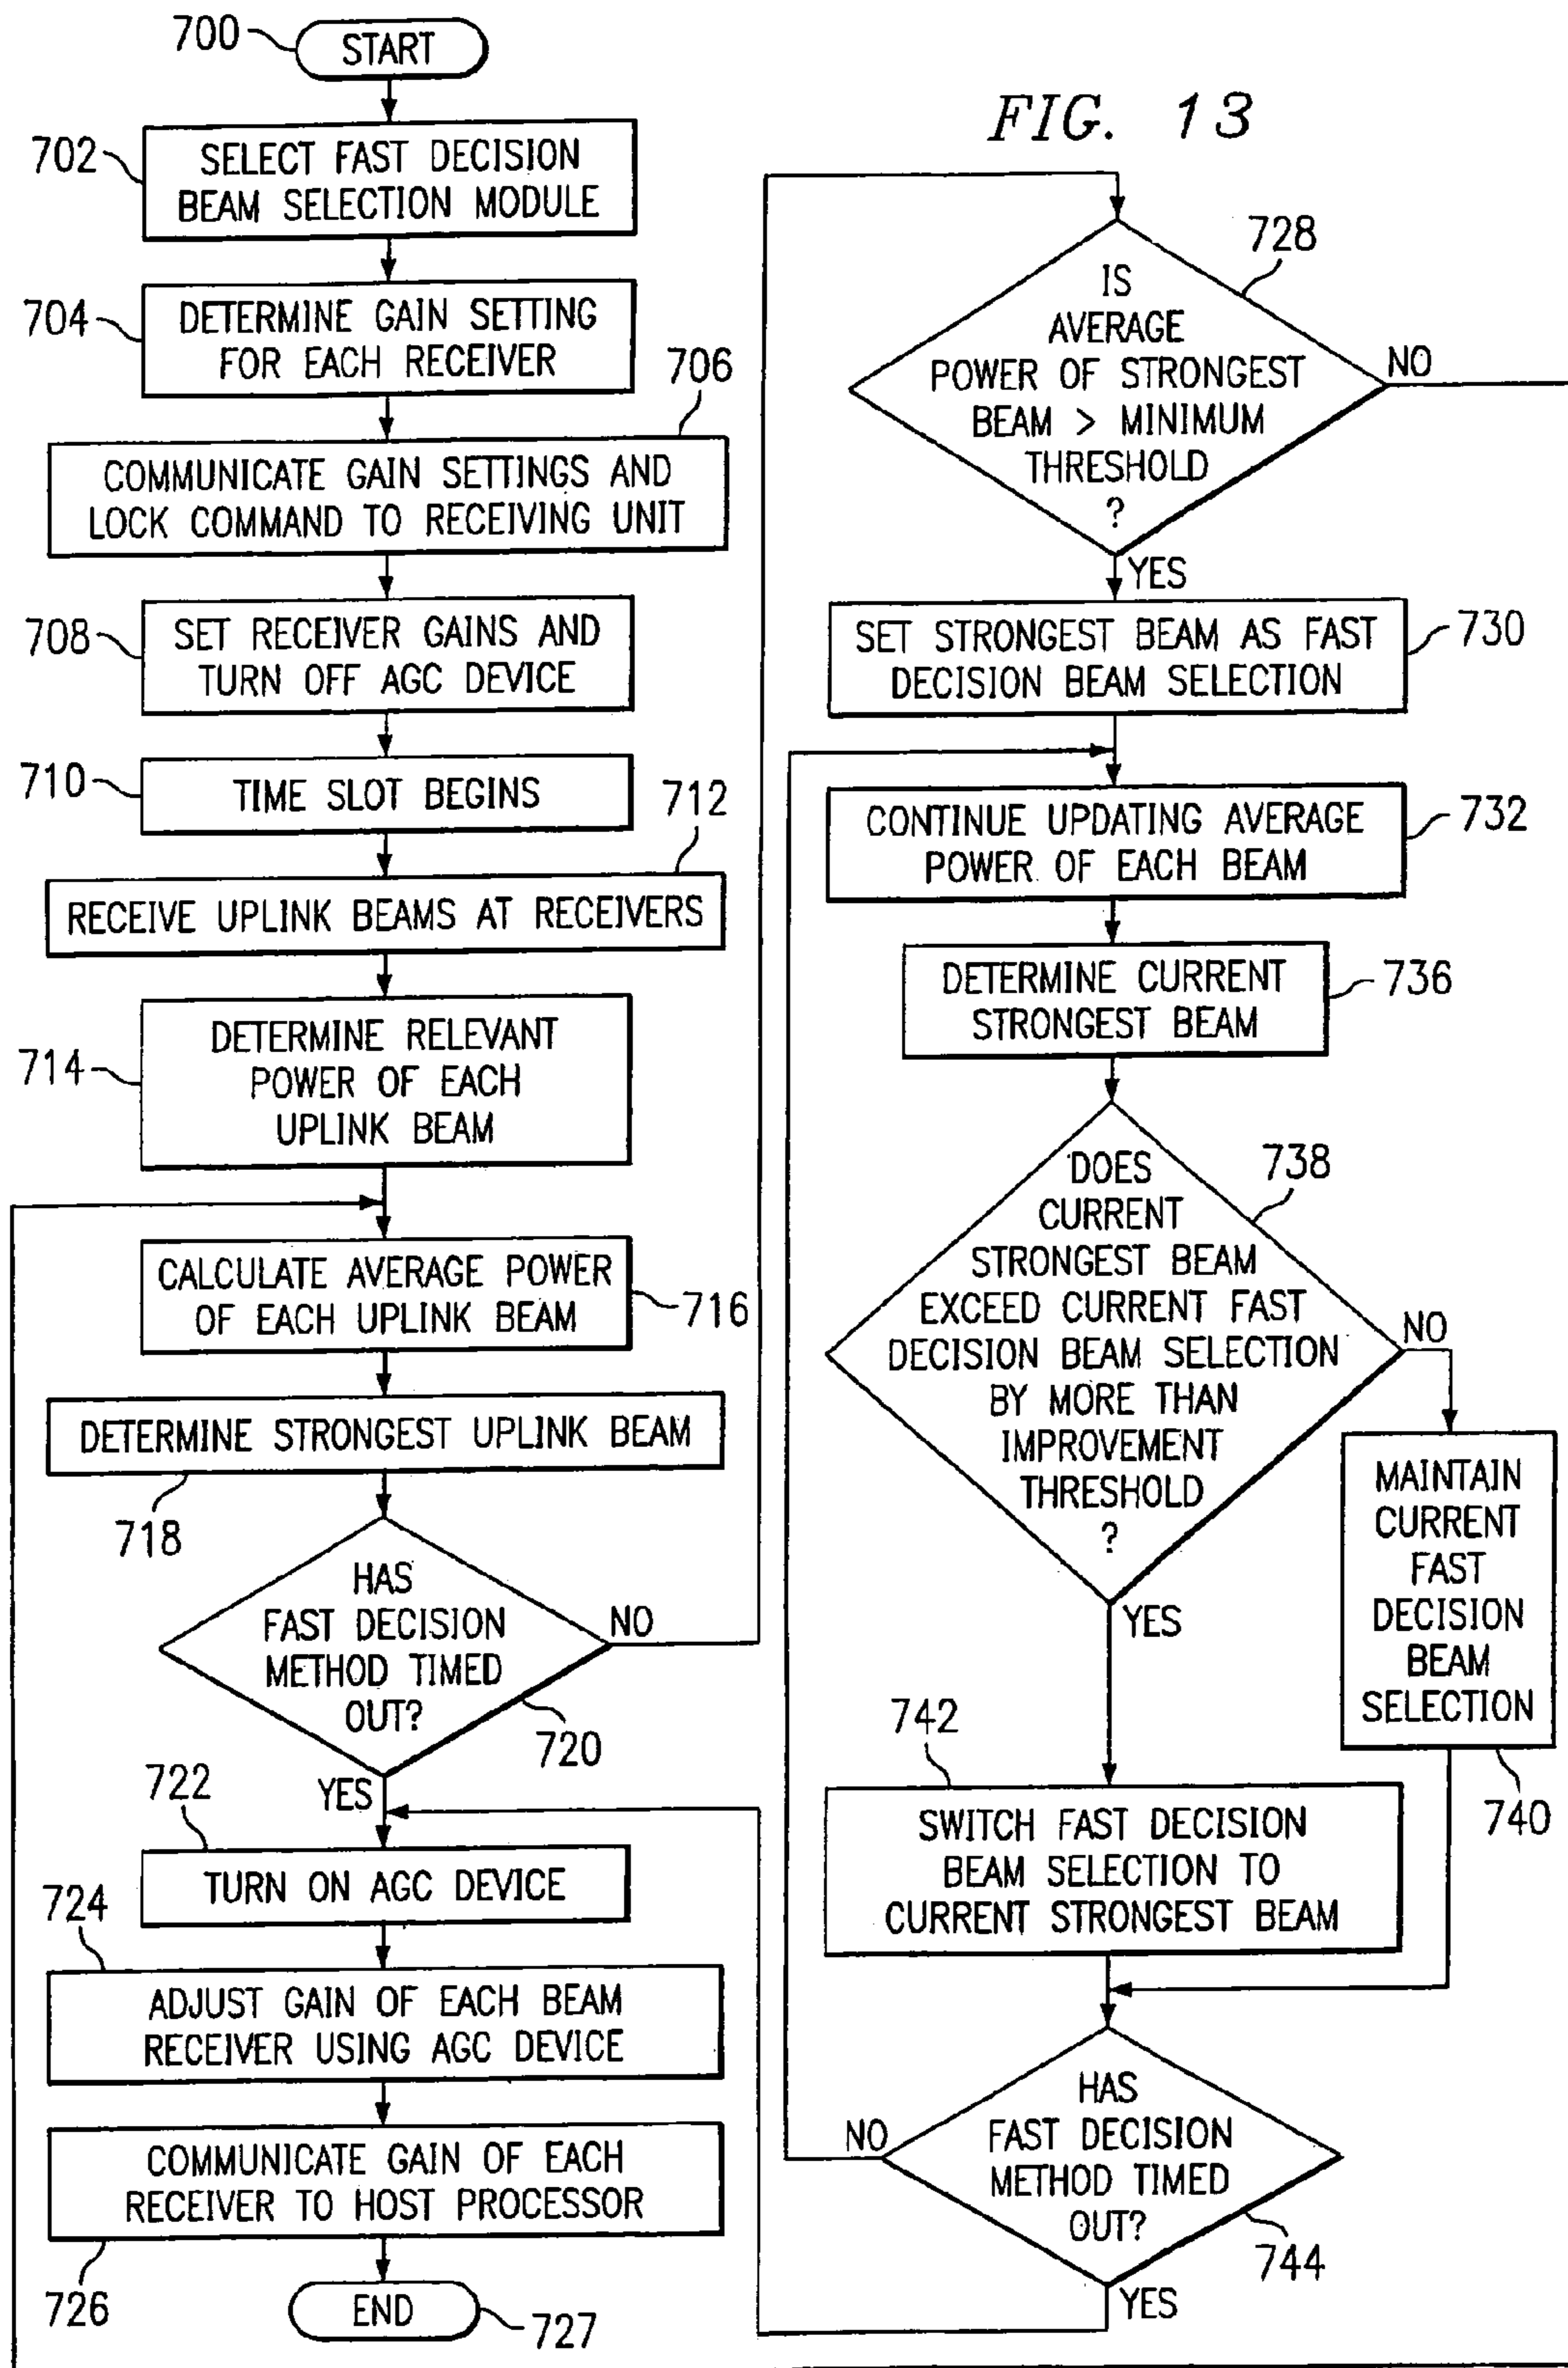 FIG. 13
700
START
702
SELECT FAST DECISION
BEAM SELECTION MODULE
704
DETERMINE GAIN SETTING
FOR EACH RECEIVER
706
COMMUNICATE GAIN SETTINGS AND
LOCK COMMAND TO RECEIVING UNIT
708
SET RECEIVER GAINS AND
TURN OFF AGC DEVICE
710
TIME SLOT BEGINS
712
RECEIVE UPLINK BEAMS AT RECEIVERS
714
DETERMINE RELEVANT
POWER OF EACH
UPLINK BEAM
CALCULATE AVERAGE POWER
OF EACH UPLINK BEAM
716
DETERMINE STRONGEST UPLINK BEAM
718
HAS
FAST DECISION
METHOD TIMED
OUT?
NO
720
YES
722
TURN ON AGC DEVICE
724
ADJUST GAIN OF EACH BEAM
RECEIVER USING AGC DEVICE
COMMUNICATE GAIN OF EACH
RECEIVER TO HOST PROCESSOR
726
END
727
728
IS
AVERAGE
POWER OF STRONGEST
BEAM > MINIMUM
THRESHOLD
?
NO
YES
SET STRONGEST BEAM AS FAST
DECISION BEAM SELECTION
730
CONTINUE UPDATING AVERAGE
POWER OF EACH BEAM
732
DETERMINE CURRENT
STRONGEST BEAM
736
738
DOES
CURRENT
STRONGEST BEAM
EXCEED CURRENT FAST
DECISION BEAM SELECTION
BY MORE THAN
IMPROVEMENT
THRESHOLD
?
NO
YES
MAINTAIN
CURRENT
FAST
DECISION
BEAM
SELECTION
740
742
SWITCH FAST DECISION
BEAM SELECTION TO
CURRENT STRONGEST BEAM
HAS
FAST DECISION
METHOD TIMED
OUT?
NO
744
YES